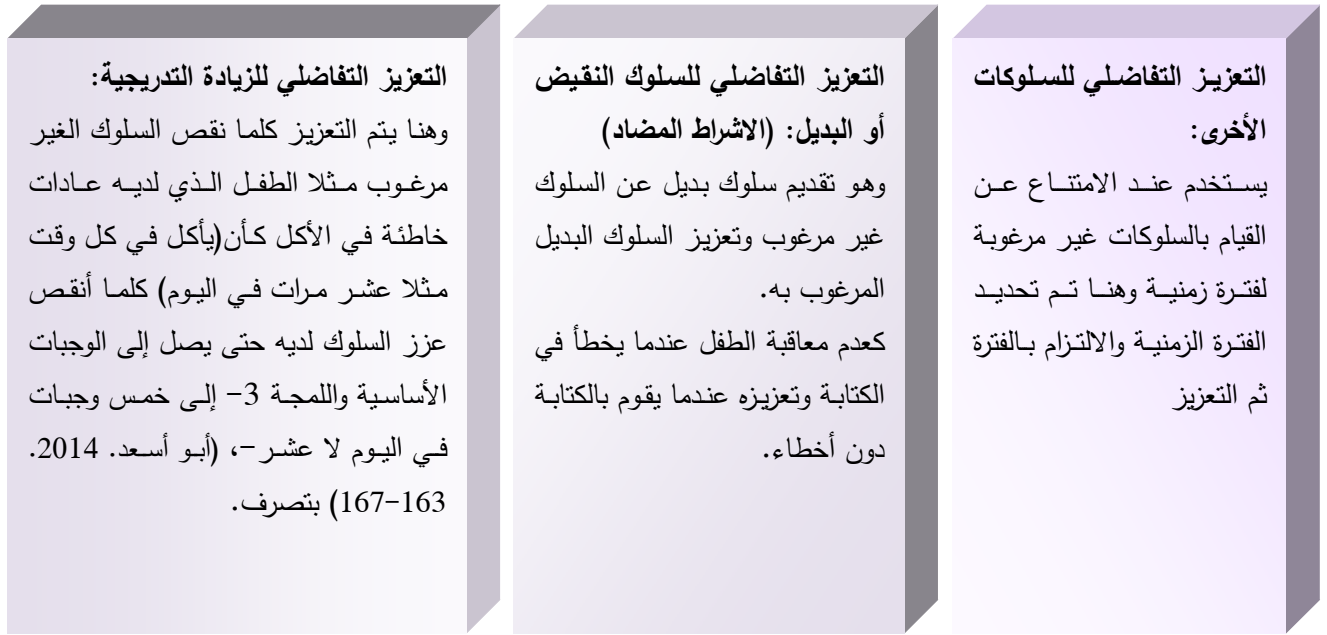 التعزيز التفاضلي للسلوكات
الأخرى:
يستخدم عند الامتناع عن
القيام بالسلوكات غير مرغوبة
لفترة زمنية وهنا تم تحديد
الفترة الزمنية والالتزام بالفترة
ثم التعزيز
التعزيز التفاضلي للسلوك النقيض
أو البديل: (الاشراط المضاد)
وهو تقديم سلوك بديل عن السلوك
غير مرغوب وتعزيز السلوك البديل
المرغوب به.
كعدم معاقبة الطفل عندما يخطأ في
الكتابة وتعزيزه عندما يقوم بالكتابة
دون أخطاء.
التعزيز التفاضلي للزيادة التدريجية:
وهنا يتم التعزيز كلما نقص السلوك الغير
مرغوب مثلا الطفل الذي لديه عادات
خاطئة في الأكل كأن(يأكل في كل وقت
مثلا عشر مرات في اليوم) كلما أنقص
عزز السلوك لديه حتى يصل إلى الوجبات
الأساسية واللمجة 3- إلى خمس وجبات
في اليوم لا عشر-، (أبو أسعد. 2014.
163-167) بتصرف.